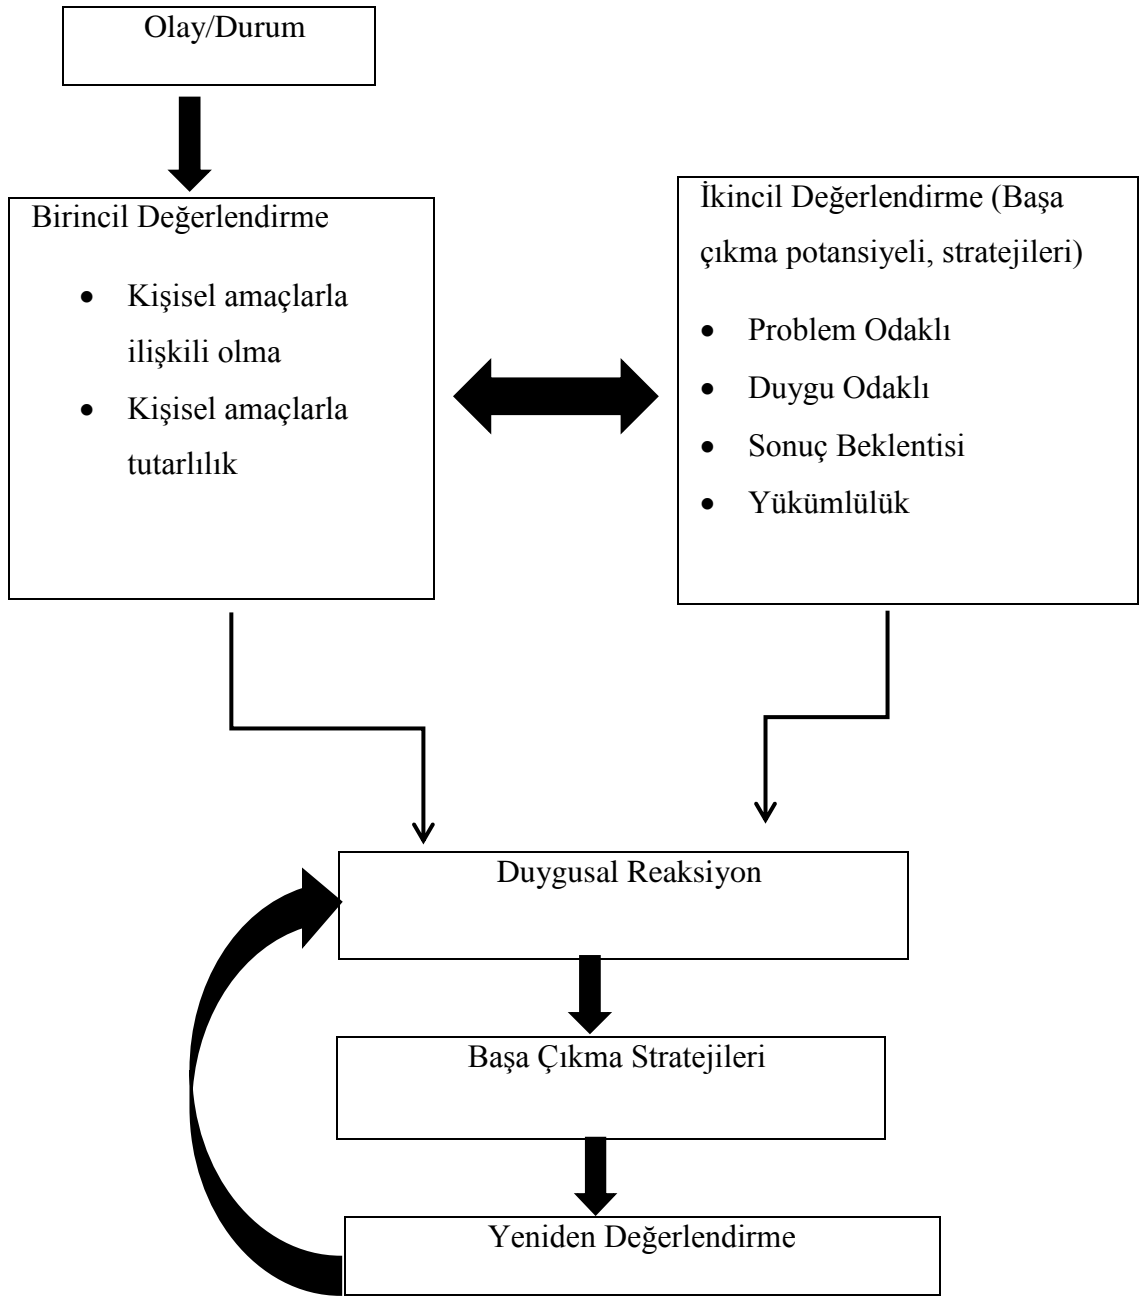 Olay/Durum
Birincil Değerlendirme
• Kişisel amaçlarla
ilişkili olma
• Kişisel amaçlarla
tutarlılık
İkincil Değerlendirme (Başa
çıkma potansiyeli, stratejileri)
• Problem Odaklı
• Duygu Odaklı
• Sonuç Beklentisi
• Yükümlülük
Duygusal Reaksiyon
Başa Çıkma Stratejileri
Yeniden Değerlendirme